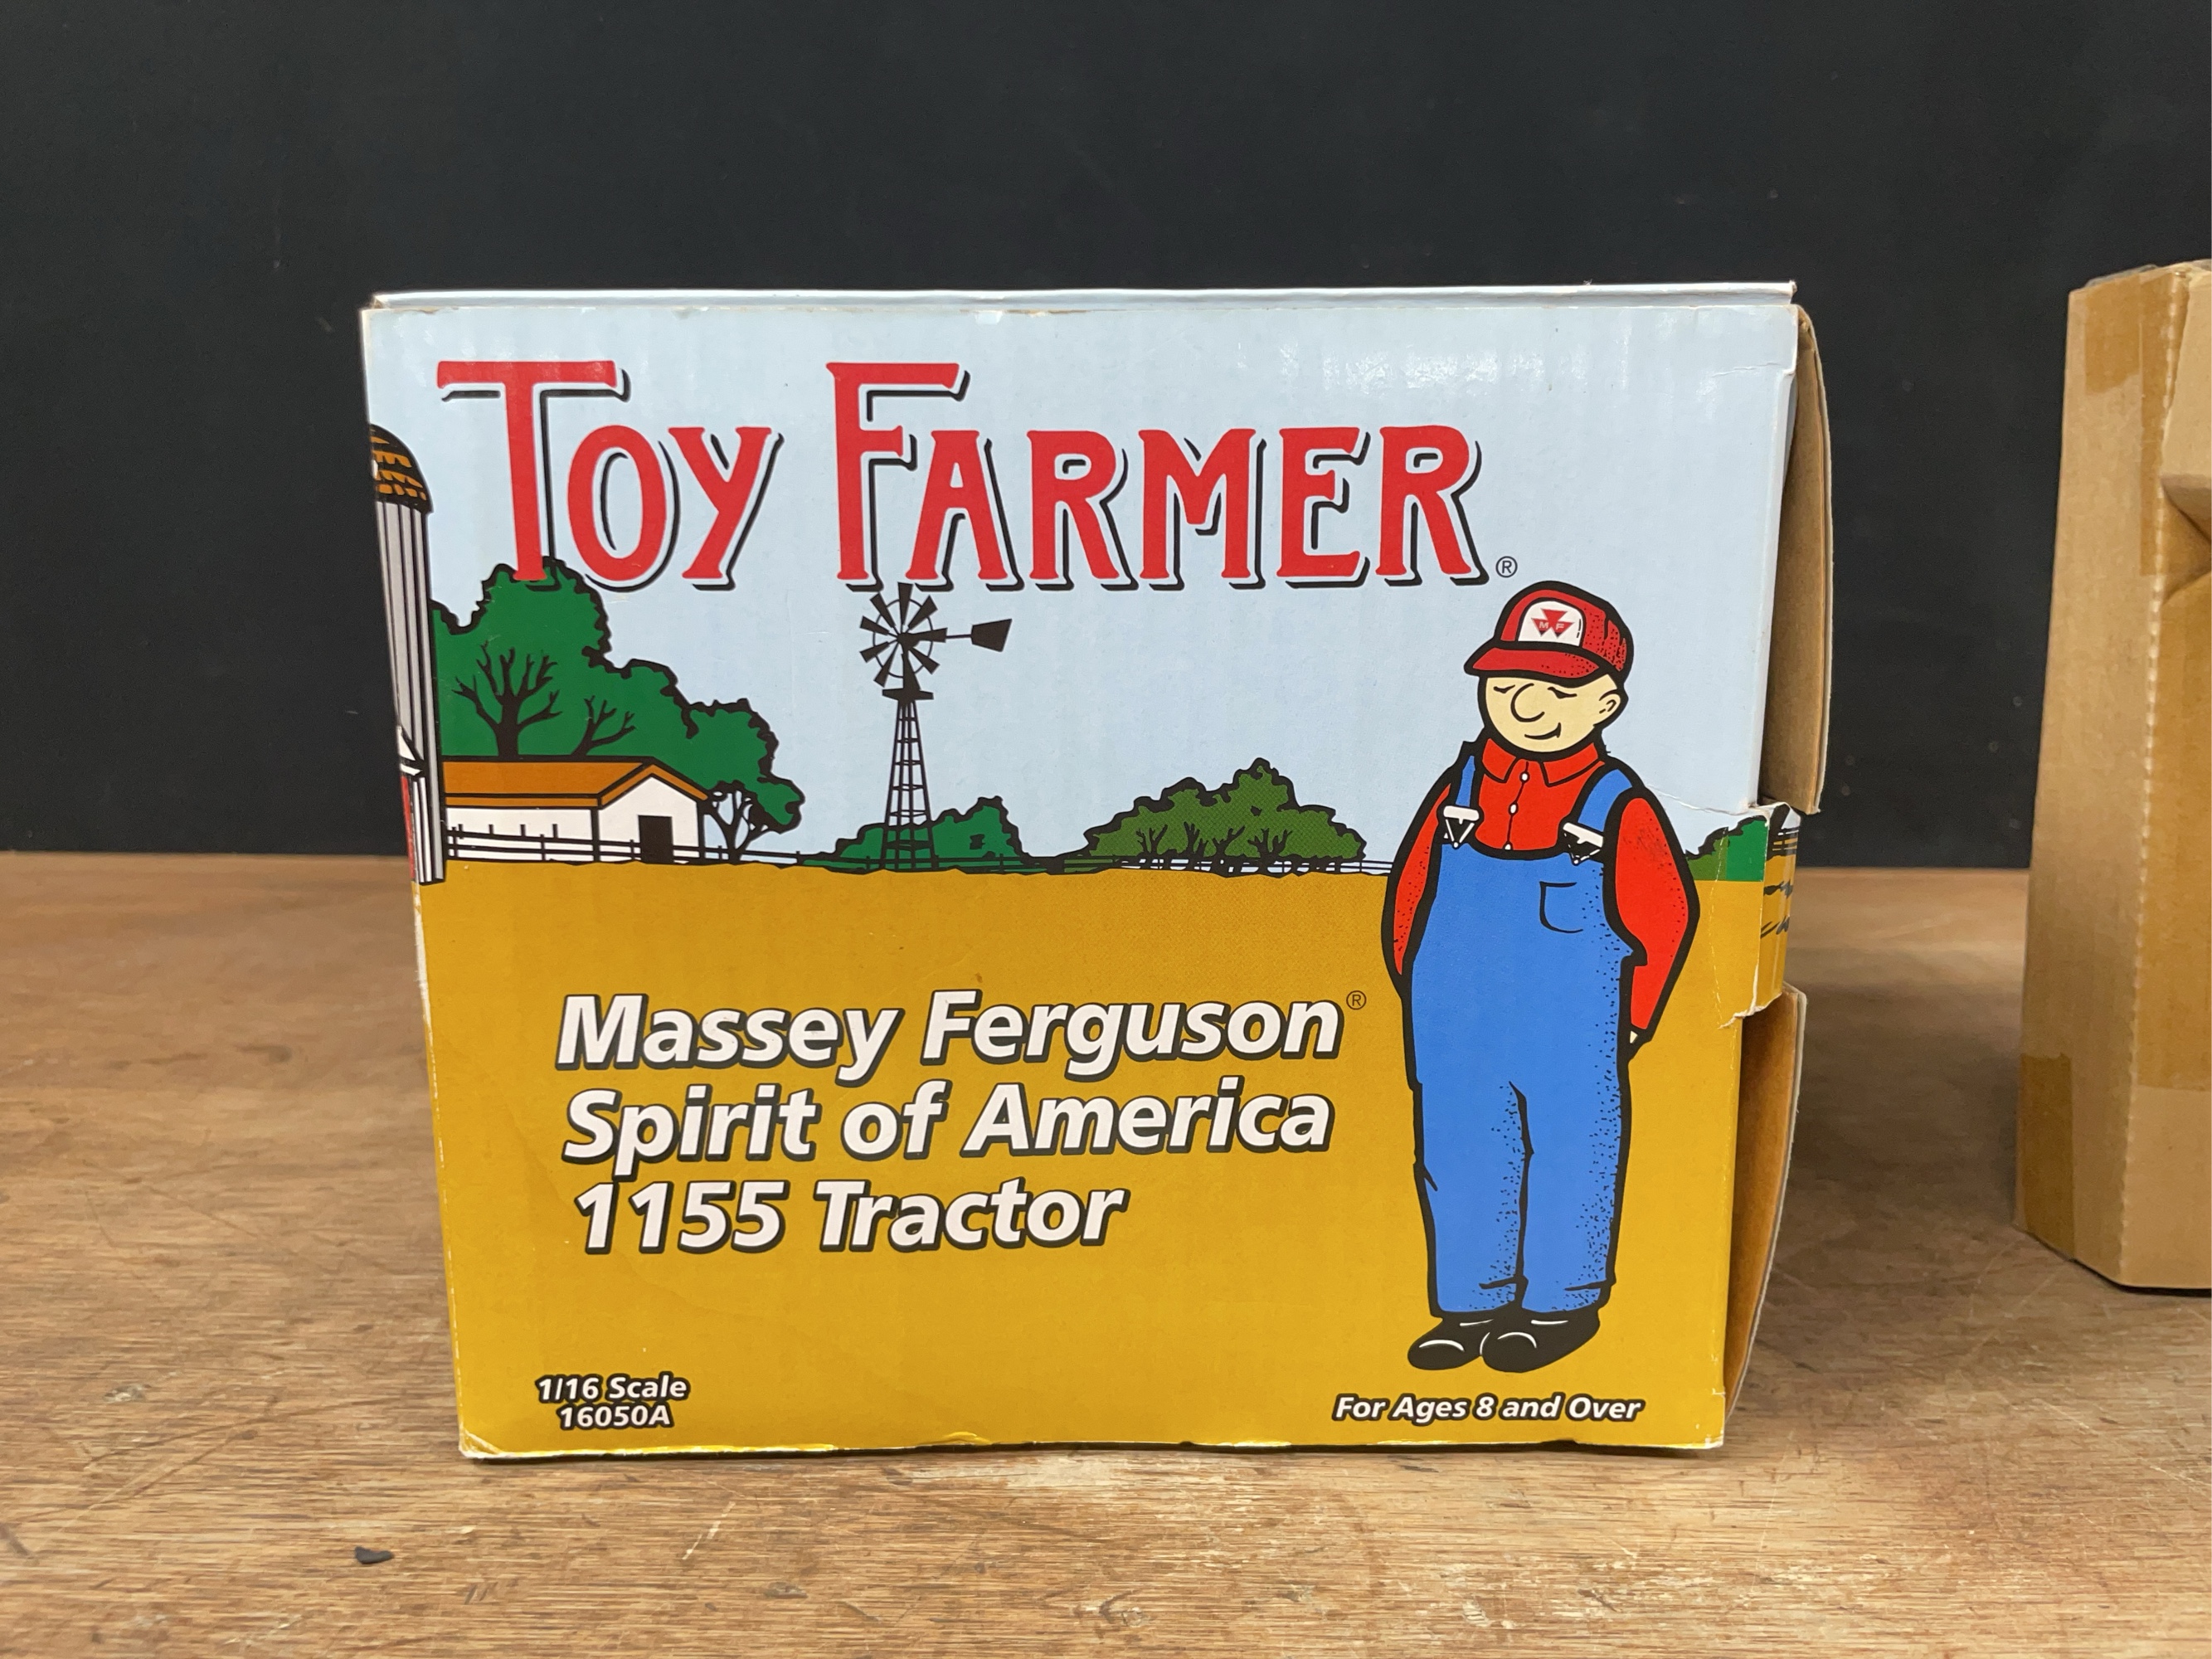 TOY FARMER®
M F
Massey Ferguson®
Spirit of America
1155 Tractor
1/16 Scale
16050A
For Ages 8 and Over